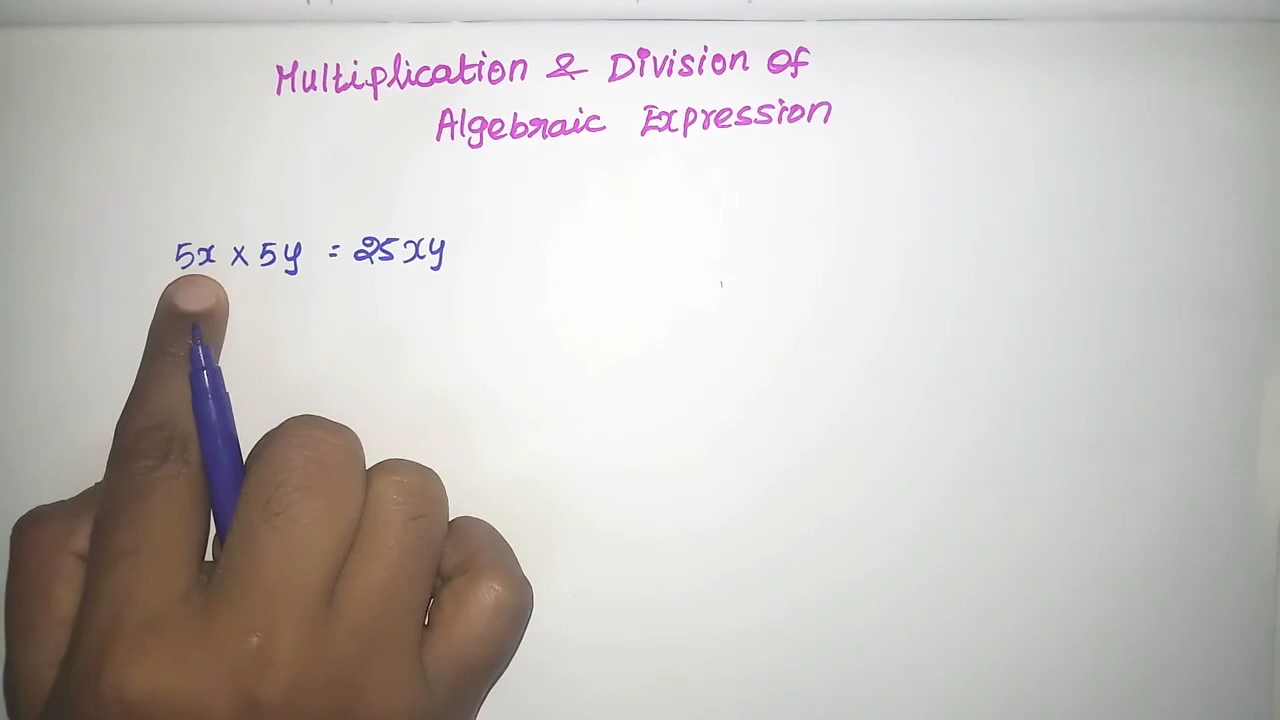 Multiplication & Division of
Algebraic Expression
5x × 5y = 25xy